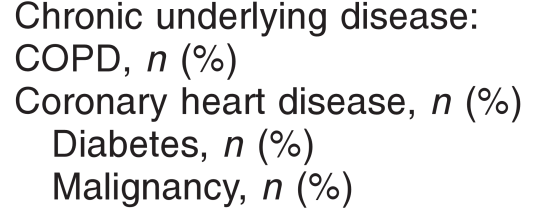 Chronic underlying disease:
COPD, n (%)
Coronary heart disease, n (%)
Diabetes, n (%)
Malignancy, n (%)